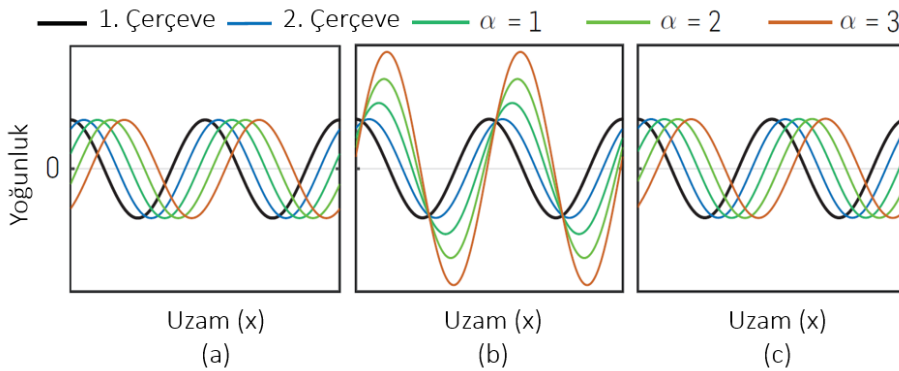 1. Çerçeve 2. Çerçeve α = 1 α = 2 α = 3
Yoğunluk
0
Uzam (x) Uzam (x) Uzam (x)
(a) (b) (c)